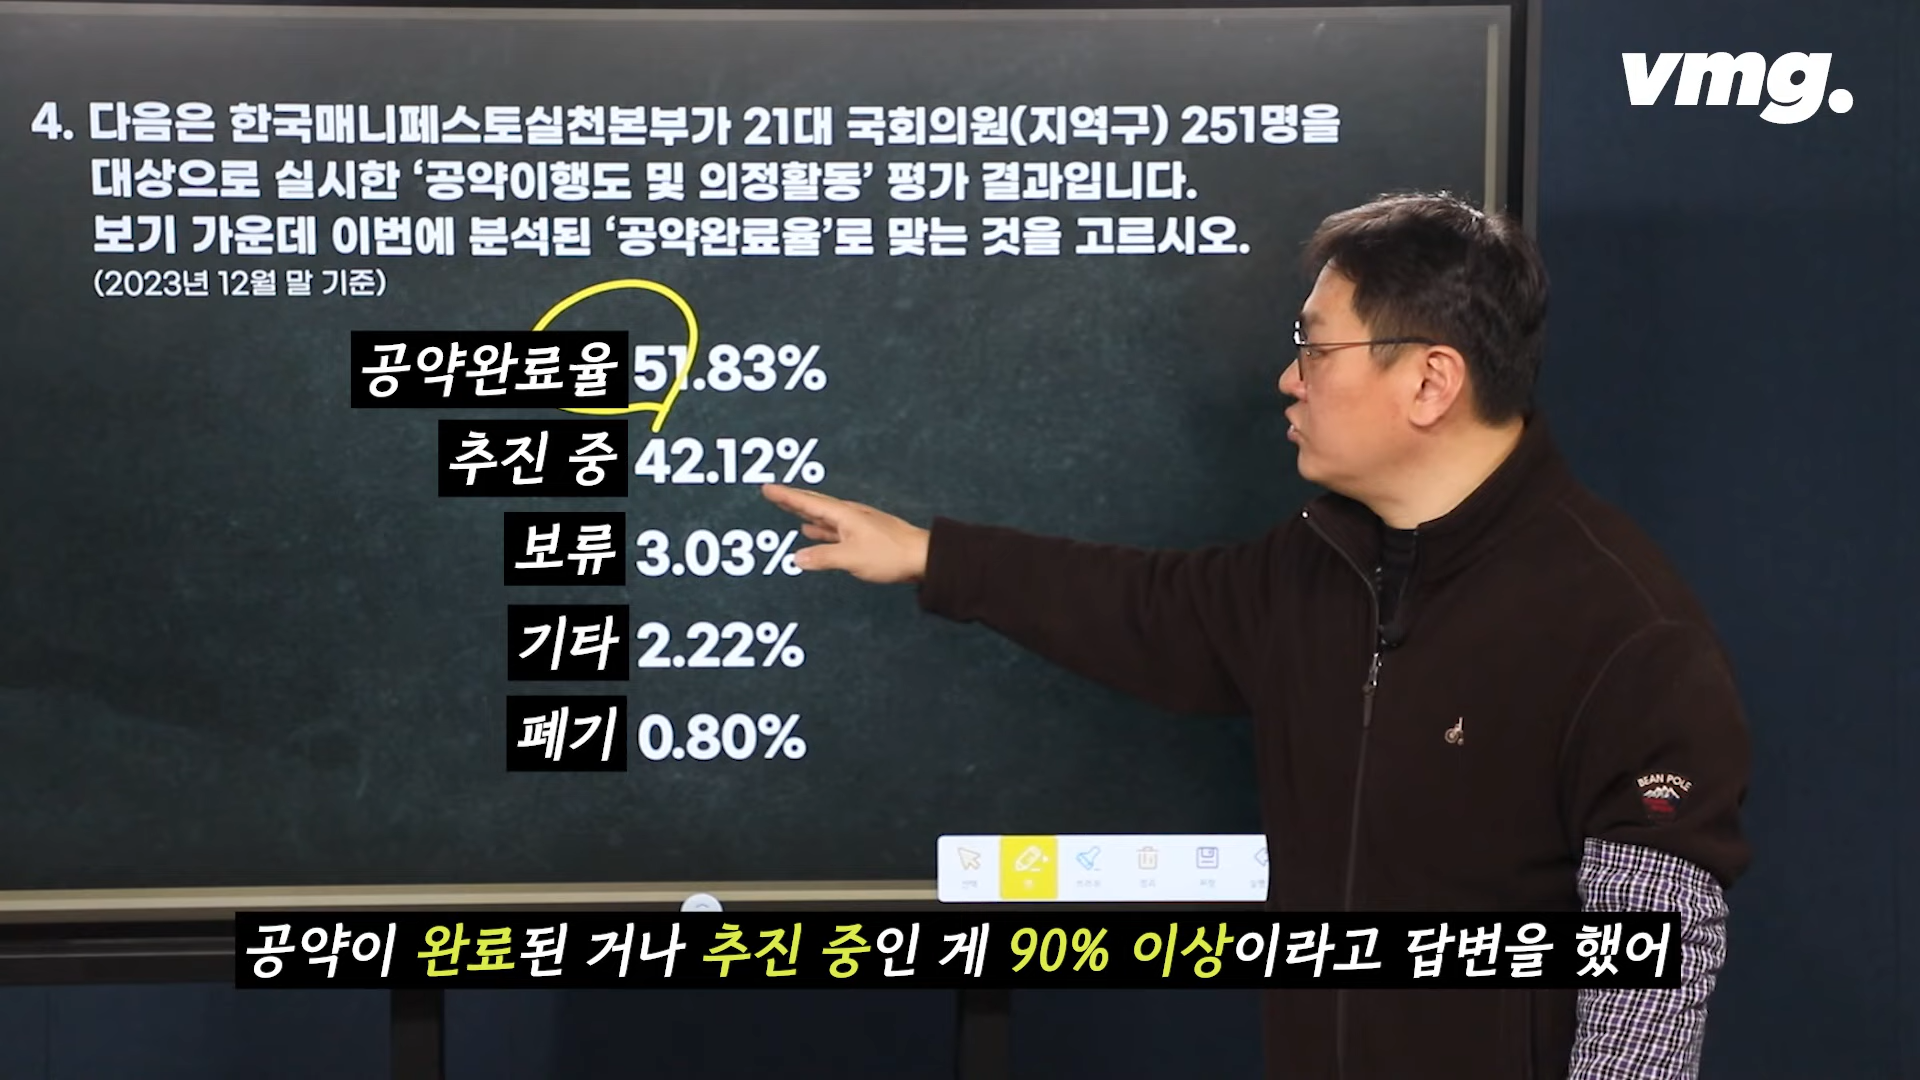 vmg.
4. 다음은 한국매니페스토실천본부가 21대 국회의원(지역구) 251명을
대상으로 실시한 ‘공약이행도 및 의정활동’ 평가 결과입니다.
보기 가운데 이번에 분석된 ‘공약완료율’로 맞는 것을 고르시오.
(2023년 12월 말 기준)
공약완료율 51.83%
추진 중 42.12%
보류 3.03%
기타 2.22%
폐기 0.80%
BEAN POLE
선택 펜
공약이 완료된 거나 추진 중인 게 90% 이상이라고 답변을 했어